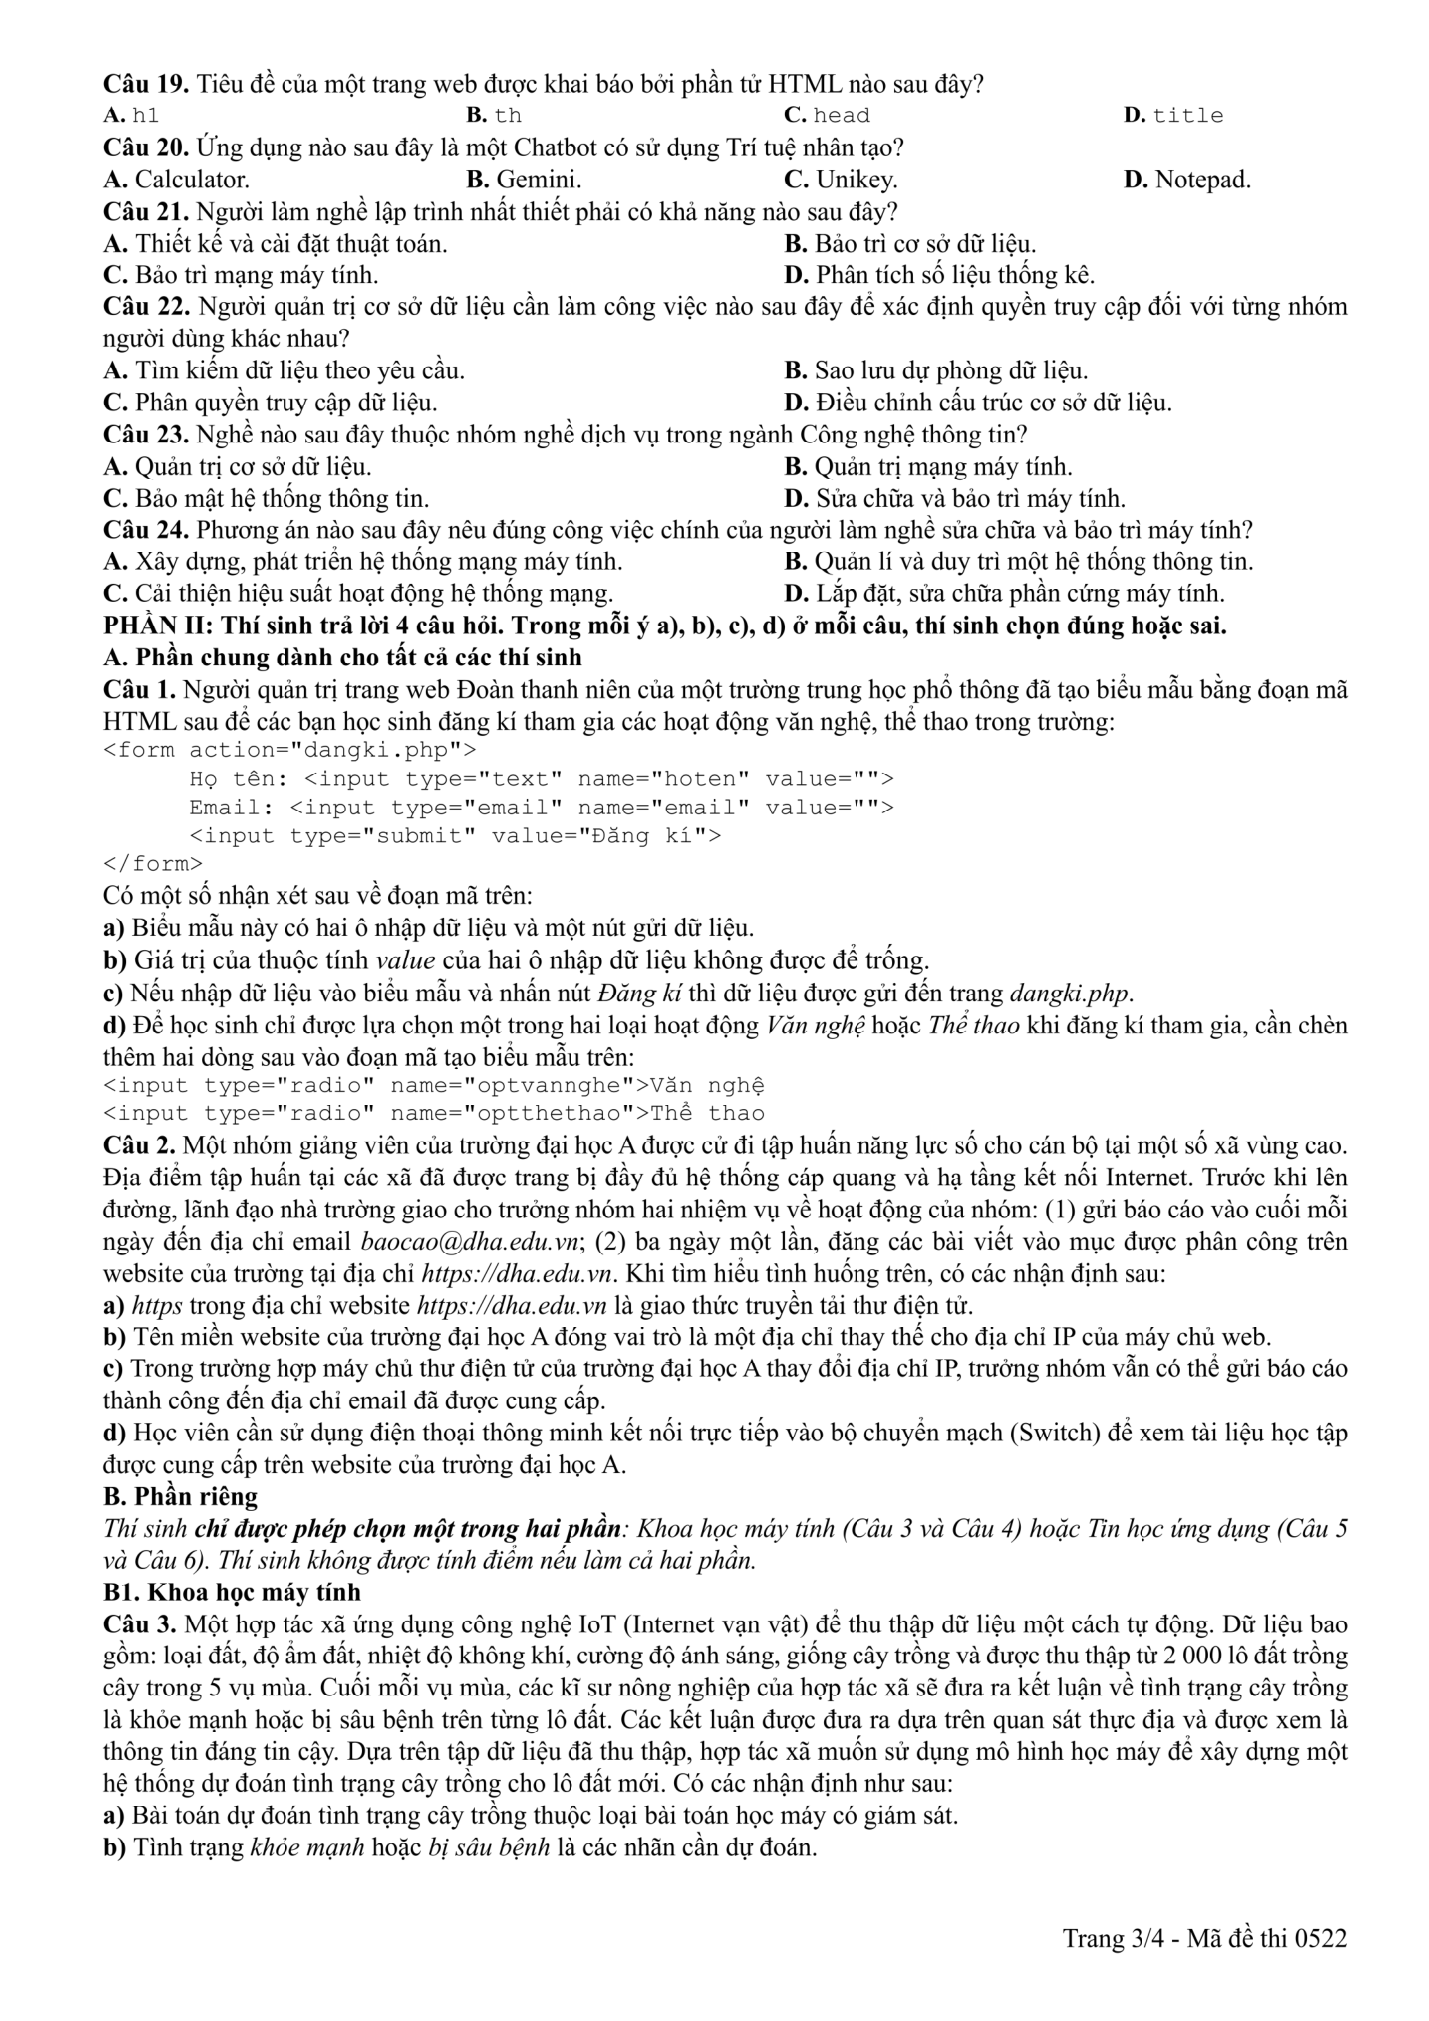 Câu 19. Tiêu đề của một trang web được khai báo bởi phần tử HTML nào sau đây?
A. h1 B. th C. head D. title
Câu 20. Ứng dụng nào sau đây là một Chatbot có sử dụng Trí tuệ nhân tạo?
A. Calculator. B. Gemini. C. Unikey. D. Notepad.
Câu 21. Người làm nghề lập trình nhất thiết phải có khả năng nào sau đây?
A. Thiết kế và cài đặt thuật toán. B. Bảo trì cơ sở dữ liệu.
C. Bảo trì mạng máy tính. D. Phân tích số liệu thống kê.
Câu 22. Người quản trị cơ sở dữ liệu cần làm công việc nào sau đây để xác định quyền truy cập đối với từng nhóm
người dùng khác nhau?
A. Tìm kiếm dữ liệu theo yêu cầu. B. Sao lưu dự phòng dữ liệu.
C. Phân quyền truy cập dữ liệu. D. Điều chỉnh cấu trúc cơ sở dữ liệu.
Câu 23. Nghề nào sau đây thuộc nhóm nghề dịch vụ trong ngành Công nghệ thông tin?
A. Quản trị cơ sở dữ liệu. B. Quản trị mạng máy tính.
C. Bảo mật hệ thống thông tin. D. Sửa chữa và bảo trì máy tính.
Câu 24. Phương án nào sau đây nêu đúng công việc chính của người làm nghề sửa chữa và bảo trì máy tính?
A. Xây dựng, phát triển hệ thống mạng máy tính. B. Quản lí và duy trì một hệ thống thông tin.
C. Cải thiện hiệu suất hoạt động hệ thống mạng. D. Lắp đặt, sửa chữa phần cứng máy tính.
PHẦN II: Thí sinh trả lời 4 câu hỏi. Trong mỗi ý a), b), c), d) ở mỗi câu, thí sinh chọn đúng hoặc sai.
A. Phần chung dành cho tất cả các thí sinh
Câu 1. Người quản trị trang web Đoàn thanh niên của một trường trung học phổ thông đã tạo biểu mẫu bằng đoạn mã
HTML sau để các bạn học sinh đăng kí tham gia các hoạt động văn nghệ, thể thao trong trường:
<form action="dangki.php">
Họ tên: <input type="text" name="hoten" value="">
Email: <input type="email" name="email" value="">
<input type="submit" value="Đăng kí">
</form>
Có một số nhận xét sau về đoạn mã trên:
a) Biểu mẫu này có hai ô nhập dữ liệu và một nút gửi dữ liệu.
b) Giá trị của thuộc tính value của hai ô nhập dữ liệu không được để trống.
c) Nếu nhập dữ liệu vào biểu mẫu và nhấn nút Đăng kí thì dữ liệu được gửi đến trang dangki.php.
d) Để học sinh chỉ được lựa chọn một trong hai loại hoạt động Văn nghệ hoặc Thể thao khi đăng kí tham gia, cần chèn
thêm hai dòng sau vào đoạn mã tạo biểu mẫu trên:
<input type="radio" name="optvannghe">Văn nghệ
<input type="radio" name="optthethao">Thể thao
Câu 2. Một nhóm giảng viên của trường đại học A được cử đi tập huấn năng lực số cho cán bộ tại một số xã vùng cao.
Địa điểm tập huấn tại các xã đã được trang bị đầy đủ hệ thống cáp quang và hạ tầng kết nối Internet. Trước khi lên
đường, lãnh đạo nhà trường giao cho trưởng nhóm hai nhiệm vụ về hoạt động của nhóm: (1) gửi báo cáo vào cuối mỗi
ngày đến địa chỉ email baocao@dha.edu.vn; (2) ba ngày một lần, đăng các bài viết vào mục được phân công trên
website của trường tại địa chỉ https://dha.edu.vn. Khi tìm hiểu tình huống trên, có các nhận định sau:
a) https trong địa chỉ website https://dha.edu.vn là giao thức truyền tải thư điện tử.
b) Tên miền website của trường đại học A đóng vai trò là một địa chỉ thay thế cho địa chỉ IP của máy chủ web.
c) Trong trường hợp máy chủ thư điện tử của trường đại học A thay đổi địa chỉ IP, trưởng nhóm vẫn có thể gửi báo cáo
thành công đến địa chỉ email đã được cung cấp.
d) Học viên cần sử dụng điện thoại thông minh kết nối trực tiếp vào bộ chuyển mạch (Switch) để xem tài liệu học tập
được cung cấp trên website của trường đại học A.
B. Phần riêng
Thí sinh chỉ được phép chọn một trong hai phần: Khoa học máy tính (Câu 3 và Câu 4) hoặc Tin học ứng dụng (Câu 5
và Câu 6). Thí sinh không được tính điểm nếu làm cả hai phần.
B1. Khoa học máy tính
Câu 3. Một hợp tác xã ứng dụng công nghệ IoT (Internet vạn vật) để thu thập dữ liệu một cách tự động. Dữ liệu bao
gồm: loại đất, độ ẩm đất, nhiệt độ không khí, cường độ ánh sáng, giống cây trồng và được thu thập từ 2 000 lô đất trồng
cây trong 5 vụ mùa. Cuối mỗi vụ mùa, các kĩ sư nông nghiệp của hợp tác xã sẽ đưa ra kết luận về tình trạng cây trồng
là khỏe mạnh hoặc bị sâu bệnh trên từng lô đất. Các kết luận được đưa ra dựa trên quan sát thực địa và được xem là
thông tin đáng tin cậy. Dựa trên tập dữ liệu đã thu thập, hợp tác xã muốn sử dụng mô hình học máy để xây dựng một
hệ thống dự đoán tình trạng cây trồng cho lô đất mới. Có các nhận định như sau:
a) Bài toán dự đoán tình trạng cây trồng thuộc loại bài toán học máy có giám sát.
b) Tình trạng khỏe mạnh hoặc bị sâu bệnh là các nhãn cần dự đoán.
Trang 3/4 - Mã đề thi 0522